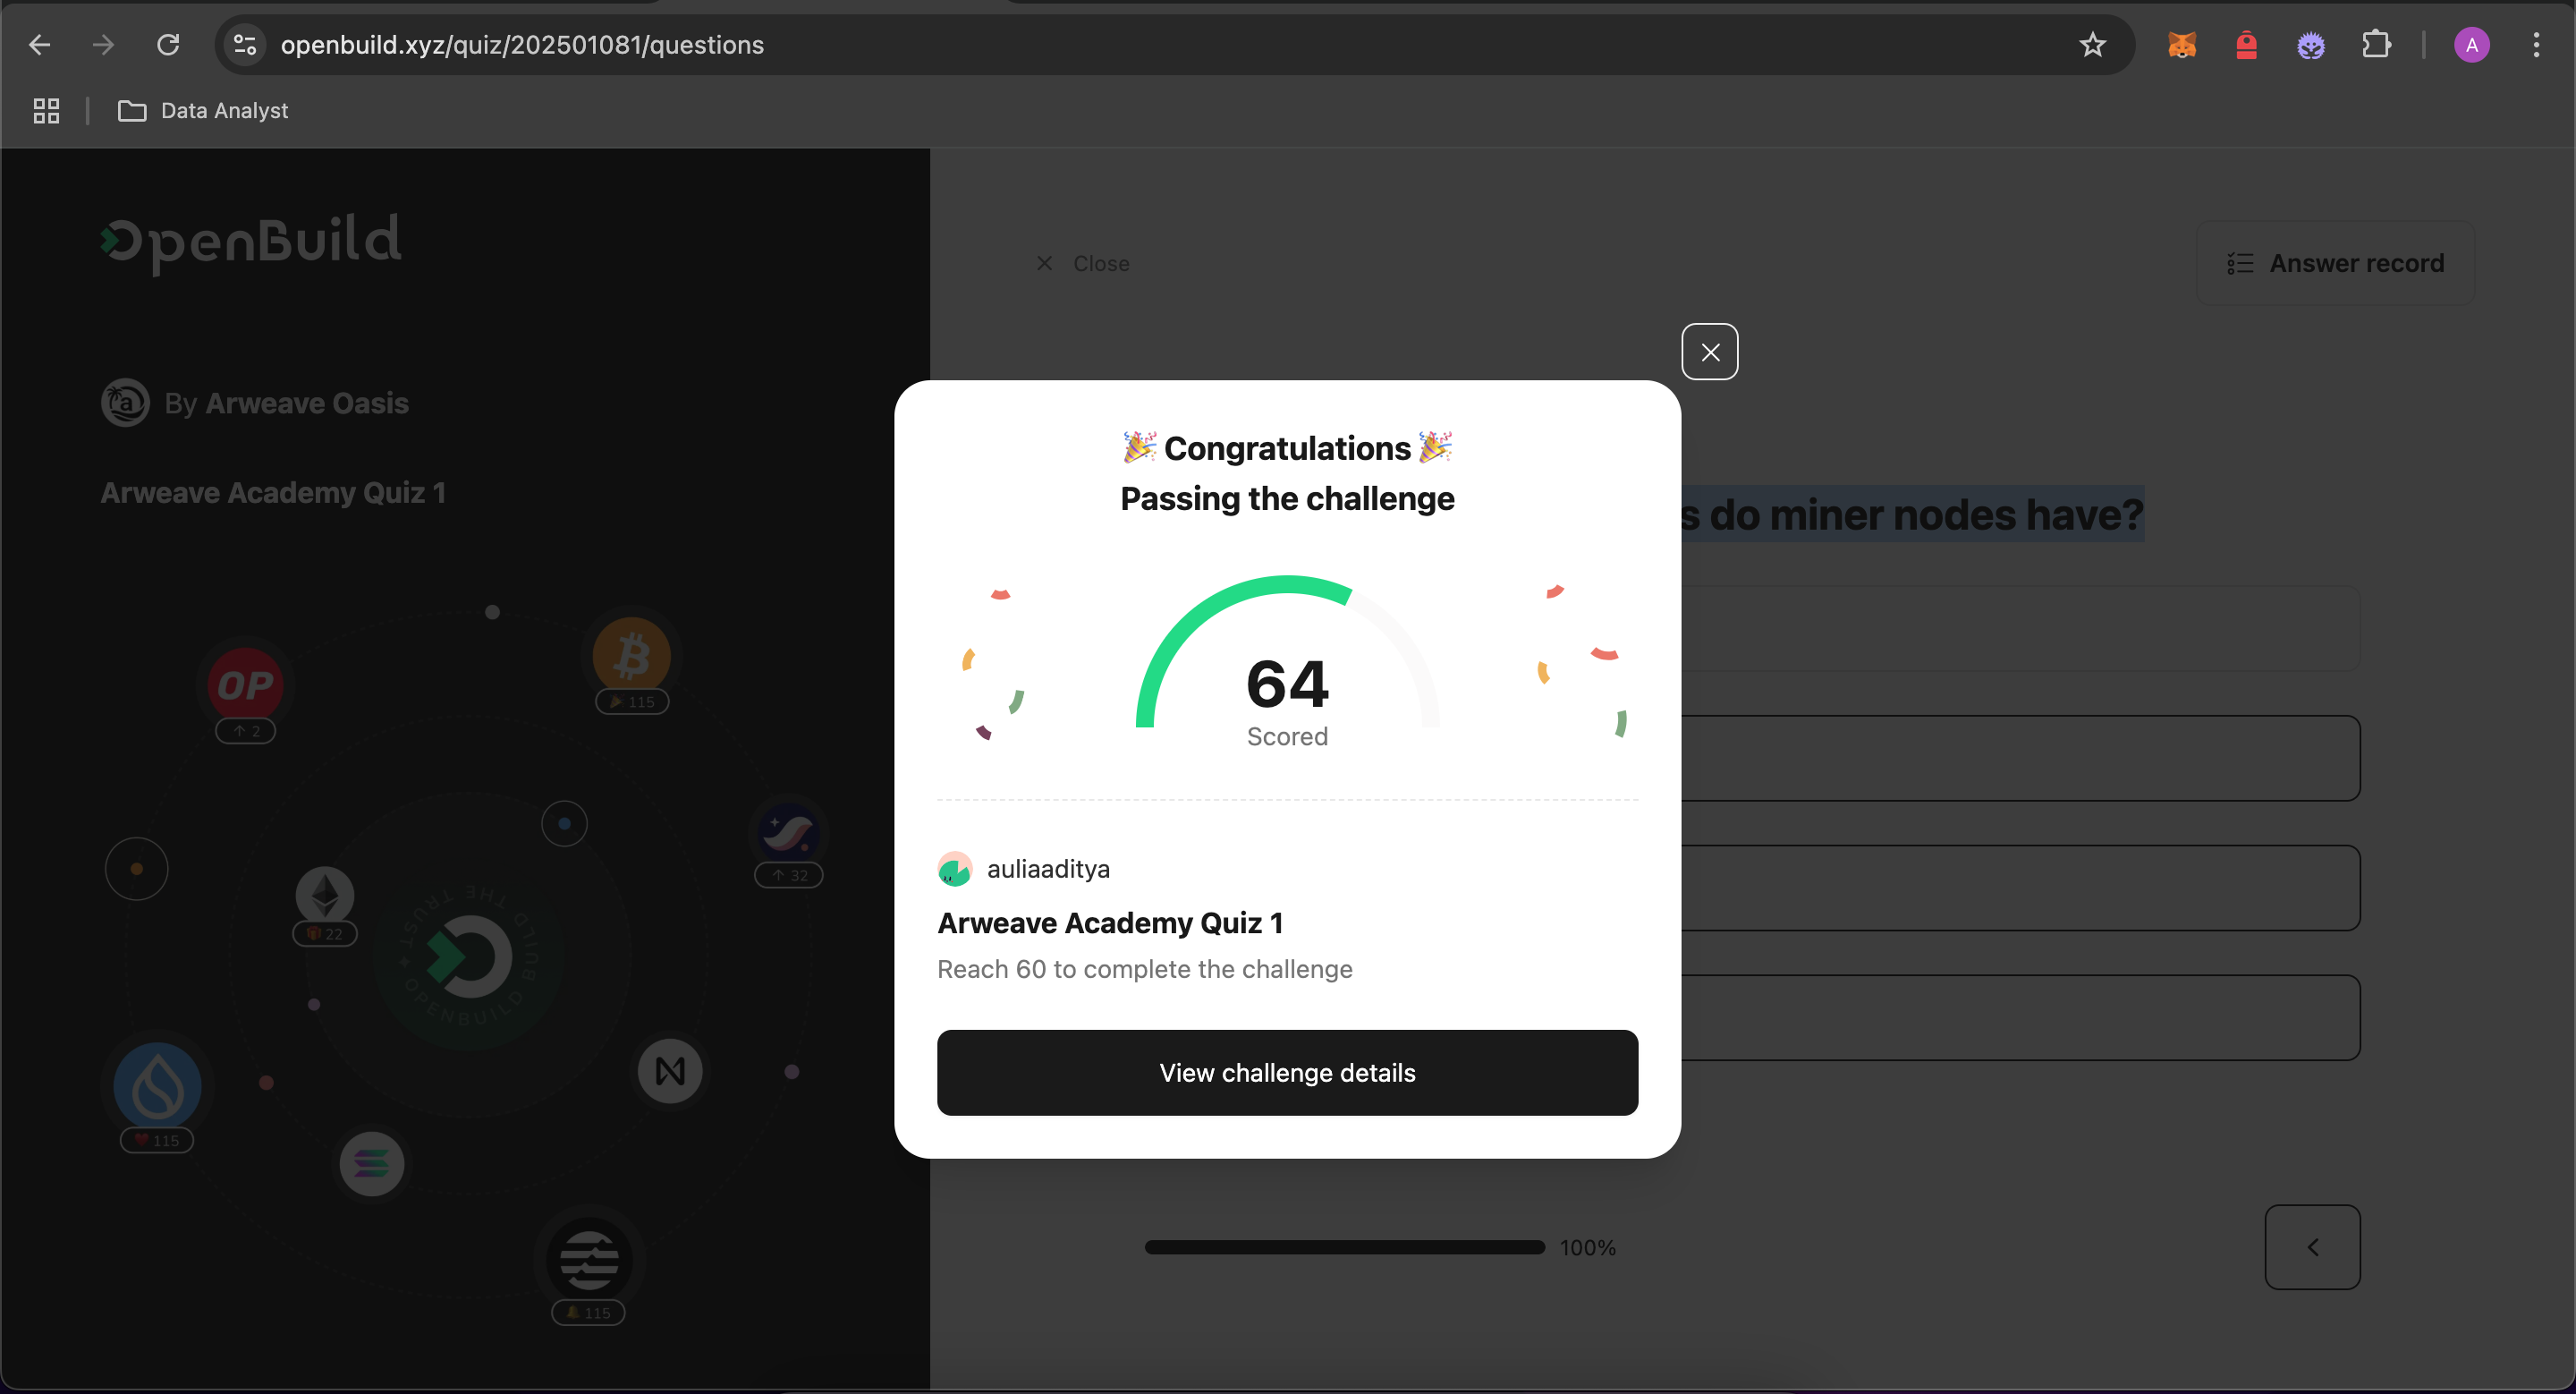 openbuild.xyz/quiz/202501081/questions
A
Data Analyst
OpenBuild
By Arweave Oasis
Arweave Academy Quiz 1
OP
↑ 2
115
↑ 32
22
BUILD THE TRUST
OPENBUILD
115
115
Close
Answer record
s do miner nodes have?
🎉 Congratulations 🎉
Passing the challenge
64
Scored
auliaaditya
Arweave Academy Quiz 1
Reach 60 to complete the challenge
View challenge details
100%